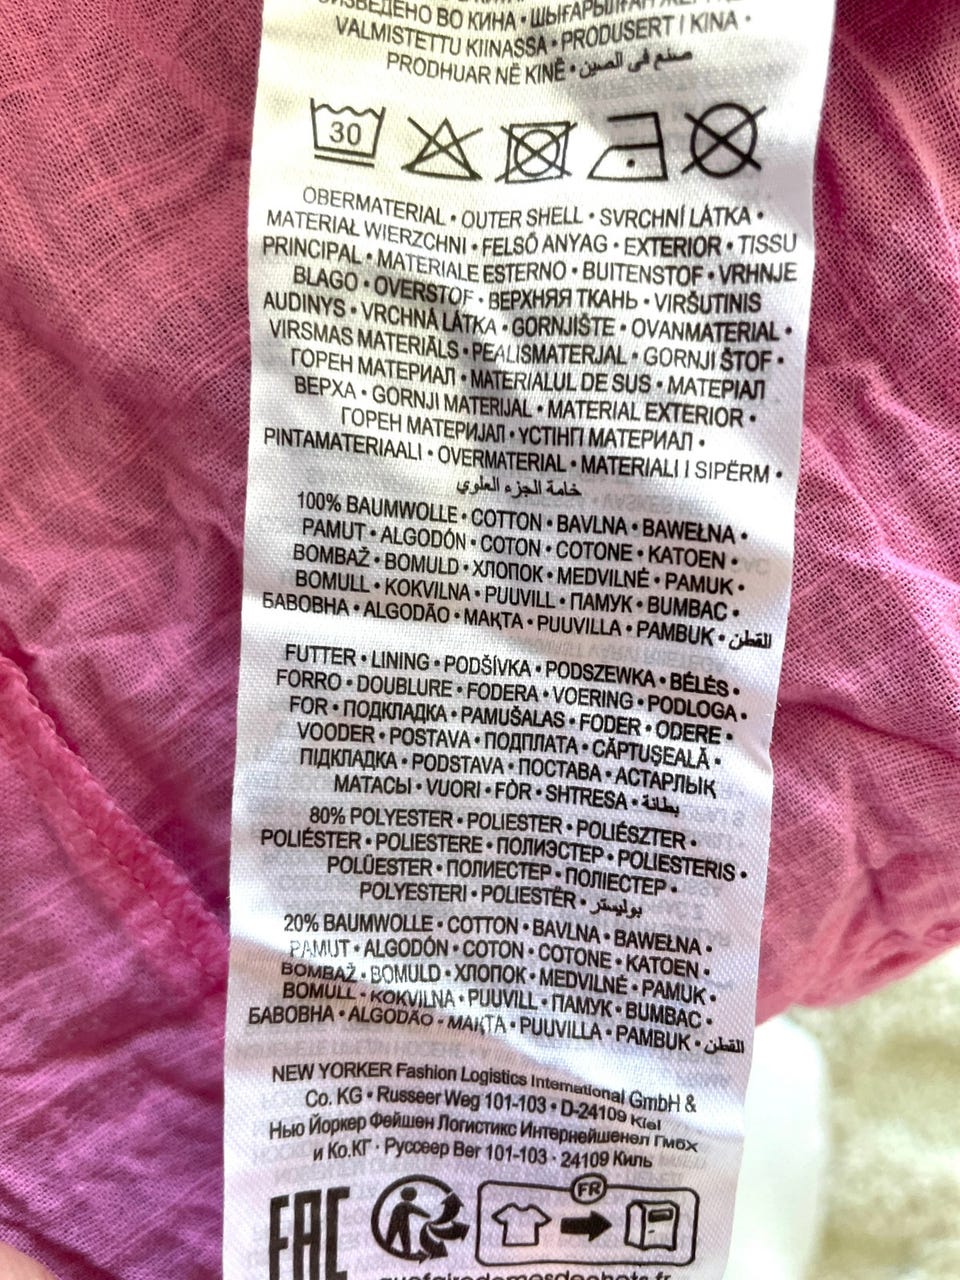 VALMISTETTU KIINASSA • PRODUSERT I KINA •
PRODHUAR NË KINË • صنع في الصين
30
OBERMATERIAL • OUTER SHELL • SVRCHNÍ LÁTKA •
MATERIAŁ WIERZCHNI • FELSŐ ANYAG • EXTERIOR • TISSU
PRINCIPAL • MATERIALE ESTERNO • BUITENSTOF • VRHNJE
BLAGO • OVERSTOF • ВЕРХНЯЯ ТКАНЬ • VIRŠUTINIS
AUDINYS • VRCHNÁ LÁTKA • GORNJIŠTE • OVANMATERIAL •
VIRSMAS MATERIĀLS • PEALISMATERJAL • GORNJI ŠTOF •
ГОРЕН МАТЕРИАЛ • MATERIALUL DE SUS • МАТЕРІАЛ
ВЕРХА • GORNJI MATERIJAL • MATERIAL EXTERIOR •
ГОРЕН МАТЕРИЈАЛ • ҮСТІҢГІ МАТЕРИАЛ •
PINTAMATERIAALI • OVERMATERIAL • MATERIALI I SIPËRM •
خامة الجزء العلوي
100% BAUMWOLLE • COTTON • BAVLNA • BAWEŁNA •
PAMUT • ALGODÓN • COTON • COTONE • KATOEN •
BOMBAŽ • BOMULD • ХЛОПОК • MEDVILNĖ • PAMUK •
BOMULL • KOKVILNA • PUUVILL • ПАМУК • BUMBAC •
БАВОВНА • ALGODÃO • МАҚТА • PUUVILLA • PAMBUK • القطن
FUTTER • LINING • PODŠÍVKA • PODSZEWKA • BÉLÉS •
FORRO • DOUBLURE • FODERA • VOERING • PODLOGA •
FOR • ПОДКЛАДКА • PAMUŠALAS • FODER • ODERE •
VOODER • POSTAVA • ПОДПЛАТА • CĂPTUȘEALĂ •
ПІДКЛАДКА • PODSTAVA • ПОСТАВА • АСТАРЛЫҚ
МАТАСЫ • VUORI • FÒR • SHTRESA • بطانة
80% POLYESTER • POLIESTER • POLIÉSZTER •
POLIÉSTER • POLIESTERE • ПОЛИЭСТЕР • POLIESTERIS •
POLÜESTER • ПОЛИЕСТЕР • ПОЛІЕСТЕР •
POLYESTERI • POLIESTËR • بوليستر
20% BAUMWOLLE • COTTON • BAVLNA • BAWEŁNA •
PAMUT • ALGODÓN • COTON • COTONE • KATOEN •
BOMBAŽ • BOMULD • ХЛОПОК • MEDVILNĖ • PAMUK •
BOMULL • KOKVILNA • PUUVILL • ПАМУК • BUMBAC •
БАВОВНА • ALGODÃO • МАҚТА • PUUVILLA • PAMBUK • القطن
NEW YORKER Fashion Logistics International GmbH &
Co. KG • Russeer Weg 101-103 • D-24109 Kiel
Нью Йоркер Фейшен Логистикс Интернейшенел Гмбх
и Ко.КГ • Руссеер Вег 101-103 · 24109 Киль
EAC
FR